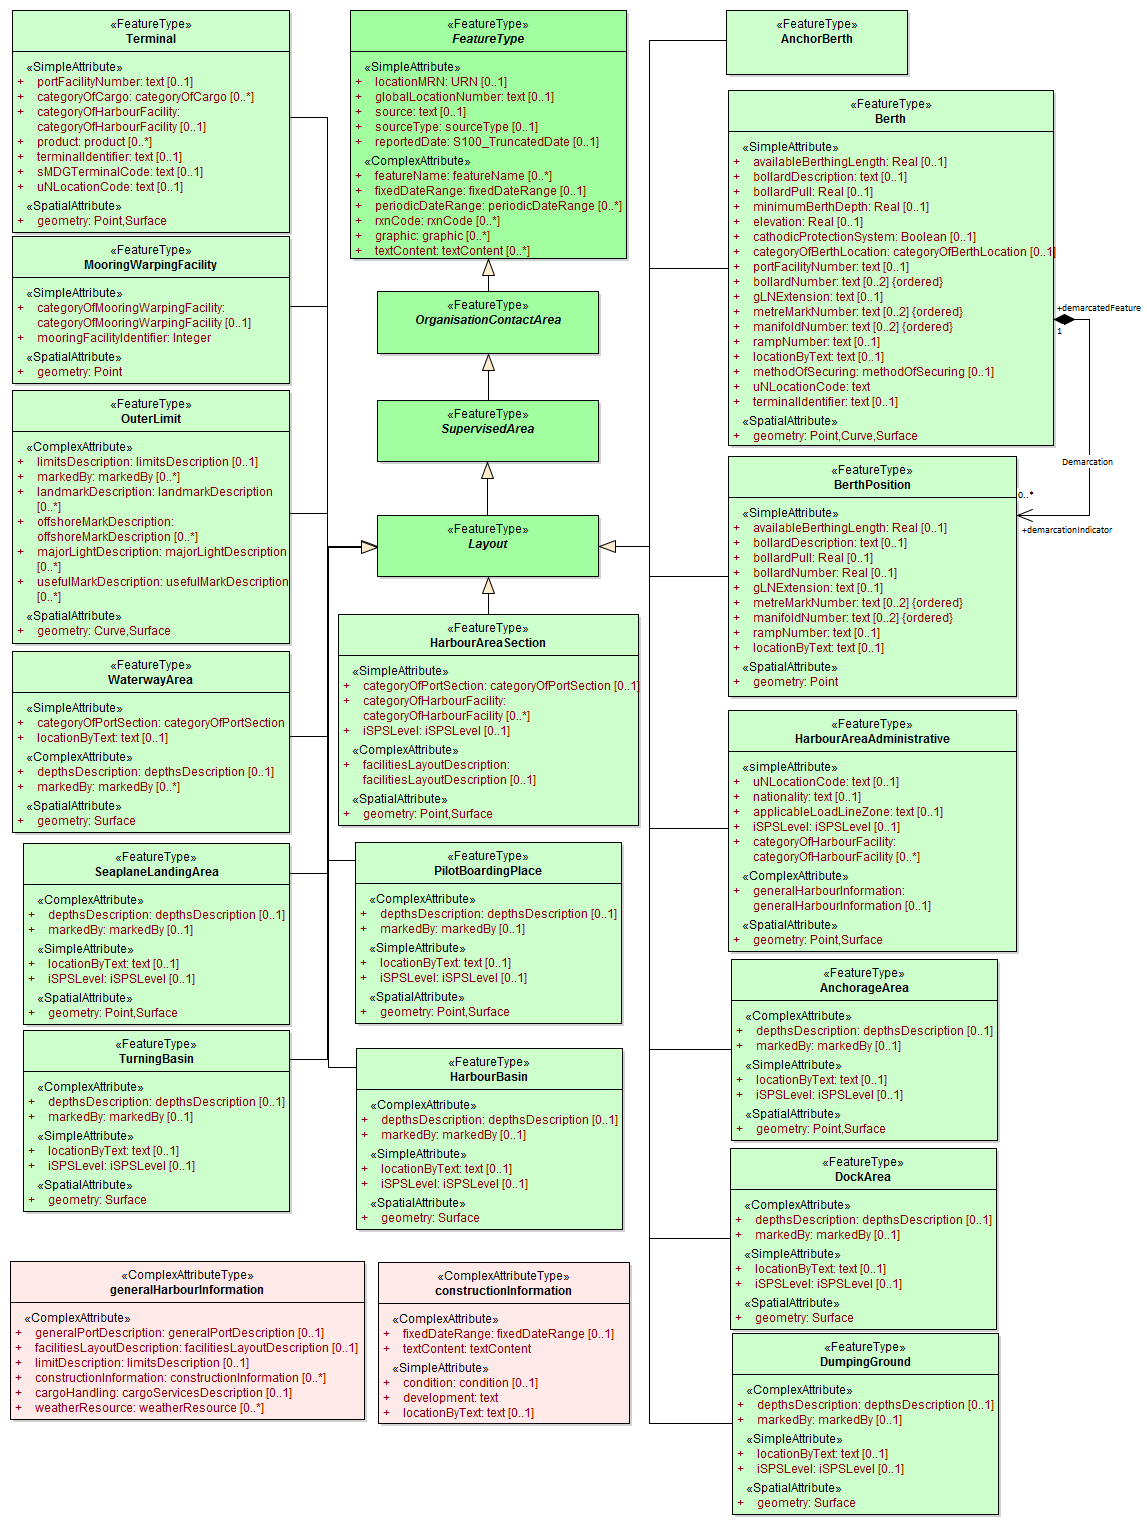 «FeatureType»
Terminal
«SimpleAttribute»
+ portFacilityNumber: text [0..1]
+ categoryOfCargo: categoryOfCargo [0..*]
+ categoryOfHarbourFacility:
categoryOfHarbourFacility [0..1]
+ product: product [0..*]
+ terminalIdentifier: text [0..1]
+ sMDGTerminalCode: text [0..1]
+ uNLocationCode: text [0..1]
«SpatialAttribute»
+ geometry: Point,Surface
«FeatureType»
MooringWarpingFacility
«SimpleAttribute»
+ categoryOfMooringWarpingFacility:
categoryOfMooringWarpingFacility [0..1]
+ mooringFacilityIdentifier: Integer
«SpatialAttribute»
+ geometry: Point
«FeatureType»
OuterLimit
«ComplexAttribute»
+ limitsDescription: limitsDescription [0..1]
+ markedBy: markedBy [0..*]
+ landmarkDescription: landmarkDescription
[0..*]
+ offshoreMarkDescription:
offshoreMarkDescription [0..*]
+ majorLightDescription: majorLightDescription
[0..*]
+ usefulMarkDescription: usefulMarkDescription
[0..*]
«SpatialAttribute»
+ geometry: Curve,Surface
«FeatureType»
WaterwayArea
«SimpleAttribute»
+ categoryOfPortSection: categoryOfPortSection
+ locationByText: text [0..1]
«ComplexAttribute»
+ depthsDescription: depthsDescription [0..1]
+ markedBy: markedBy [0..*]
«SpatialAttribute»
+ geometry: Surface
«FeatureType»
SeaplaneLandingArea
«ComplexAttribute»
+ depthsDescription: depthsDescription [0..1]
+ markedBy: markedBy [0..1]
«SimpleAttribute»
+ locationByText: text [0..1]
+ iSPSLevel: iSPSLevel [0..1]
«SpatialAttribute»
+ geometry: Point,Surface
«FeatureType»
TurningBasin
«ComplexAttribute»
+ depthsDescription: depthsDescription [0..1]
+ markedBy: markedBy [0..1]
«SimpleAttribute»
+ locationByText: text [0..1]
+ iSPSLevel: iSPSLevel [0..1]
«SpatialAttribute»
+ geometry: Surface
«ComplexAttributeType»
generalHarbourInformation
«ComplexAttribute»
+ generalPortDescription: generalPortDescription [0..1]
+ facilitiesLayoutDescription: facilitiesLayoutDescription [0..1]
+ limitDescription: limitsDescription [0..1]
+ constructionInformation: constructionInformation [0..*]
+ cargoHandling: cargoServicesDescription [0..1]
+ weatherResource: weatherResource [0..*]
«FeatureType»
FeatureType
«SimpleAttribute»
+ locationMRN: URN [0..1]
+ globalLocationNumber: text [0..1]
+ source: text [0..1]
+ sourceType: sourceType [0..1]
+ reportedDate: S100_TruncatedDate [0..1]
«ComplexAttribute»
+ featureName: featureName [0..*]
+ fixedDateRange: fixedDateRange [0..1]
+ periodicDateRange: periodicDateRange [0..*]
+ rxnCode: rxnCode [0..*]
+ graphic: graphic [0..*]
+ textContent: textContent [0..*]
«FeatureType»
OrganisationContactArea
«FeatureType»
SupervisedArea
«FeatureType»
Layout
«FeatureType»
HarbourAreaSection
«SimpleAttribute»
+ categoryOfPortSection: categoryOfPortSection [0..1]
+ categoryOfHarbourFacility:
categoryOfHarbourFacility [0..*]
+ iSPSLevel: iSPSLevel [0..1]
«ComplexAttribute»
+ facilitiesLayoutDescription:
facilitiesLayoutDescription [0..1]
«SpatialAttribute»
+ geometry: Point,Surface
«FeatureType»
PilotBoardingPlace
«ComplexAttribute»
+ depthsDescription: depthsDescription [0..1]
+ markedBy: markedBy [0..1]
«SimpleAttribute»
+ locationByText: text [0..1]
+ iSPSLevel: iSPSLevel [0..1]
«SpatialAttribute»
+ geometry: Point,Surface
«FeatureType»
HarbourBasin
«ComplexAttribute»
+ depthsDescription: depthsDescription [0..1]
+ markedBy: markedBy [0..1]
«SimpleAttribute»
+ locationByText: text [0..1]
+ iSPSLevel: iSPSLevel [0..1]
«SpatialAttribute»
+ geometry: Surface
«ComplexAttributeType»
constructionInformation
«ComplexAttribute»
+ fixedDateRange: fixedDateRange [0..1]
+ textContent: textContent
«SimpleAttribute»
+ condition: condition [0..1]
+ development: text
+ locationByText: text [0..1]
«FeatureType»
AnchorBerth
«FeatureType»
Berth
«SimpleAttribute»
+ availableBerthingLength: Real [0..1]
+ bollardDescription: text [0..1]
+ bollardPull: Real [0..1]
+ minimumBerthDepth: Real [0..1]
+ elevation: Real [0..1]
+ cathodicProtectionSystem: Boolean [0..1]
+ categoryOfBerthLocation: categoryOfBerthLocation [0..1]
+ portFacilityNumber: text [0..1]
+ bollardNumber: text [0..2] {ordered}
+ gLNExtension: text [0..1]
+ metreMarkNumber: text [0..2] {ordered}
+ manifoldNumber: text [0..2] {ordered}
+ rampNumber: text [0..1]
+ locationByText: text [0..1]
+ methodOfSecuring: methodOfSecuring [0..1]
+ uNLocationCode: text
+ terminalIdentifier: text [0..1]
«SpatialAttribute»
+ geometry: Point,Curve,Surface
+demarcatedFeature
1
Demarcation
0..*
+demarcationIndicator
«FeatureType»
BerthPosition
«SimpleAttribute»
+ availableBerthingLength: Real [0..1]
+ bollardDescription: text [0..1]
+ bollardPull: Real [0..1]
+ bollardNumber: Real [0..1]
+ gLNExtension: text [0..1]
+ metreMarkNumber: text [0..2] {ordered}
+ manifoldNumber: text [0..2] {ordered}
+ rampNumber: text [0..1]
+ locationByText: text [0..1]
«SpatialAttribute»
+ geometry: Point
«FeatureType»
HarbourAreaAdministrative
«simpleAttribute»
+ uNLocationCode: text [0..1]
+ nationality: text [0..1]
+ applicableLoadLineZone: text [0..1]
+ iSPSLevel: iSPSLevel [0..1]
+ categoryOfHarbourFacility:
categoryOfHarbourFacility [0..*]
«ComplexAttribute»
+ generalHarbourInformation:
generalHarbourInformation [0..1]
«SpatialAttribute»
+ geometry: Point,Surface
«FeatureType»
AnchorageArea
«ComplexAttribute»
+ depthsDescription: depthsDescription [0..1]
+ markedBy: markedBy [0..1]
«SimpleAttribute»
+ locationByText: text [0..1]
+ iSPSLevel: iSPSLevel [0..1]
«SpatialAttribute»
+ geometry: Point,Surface
«FeatureType»
DockArea
«ComplexAttribute»
+ depthsDescription: depthsDescription [0..1]
+ markedBy: markedBy [0..1]
«SimpleAttribute»
+ locationByText: text [0..1]
+ iSPSLevel: iSPSLevel [0..1]
«SpatialAttribute»
+ geometry: Surface
«FeatureType»
DumpingGround
«ComplexAttribute»
+ depthsDescription: depthsDescription [0..1]
+ markedBy: markedBy [0..1]
«SimpleAttribute»
+ locationByText: text [0..1]
+ iSPSLevel: iSPSLevel [0..1]
«SpatialAttribute»
+ geometry: Surface